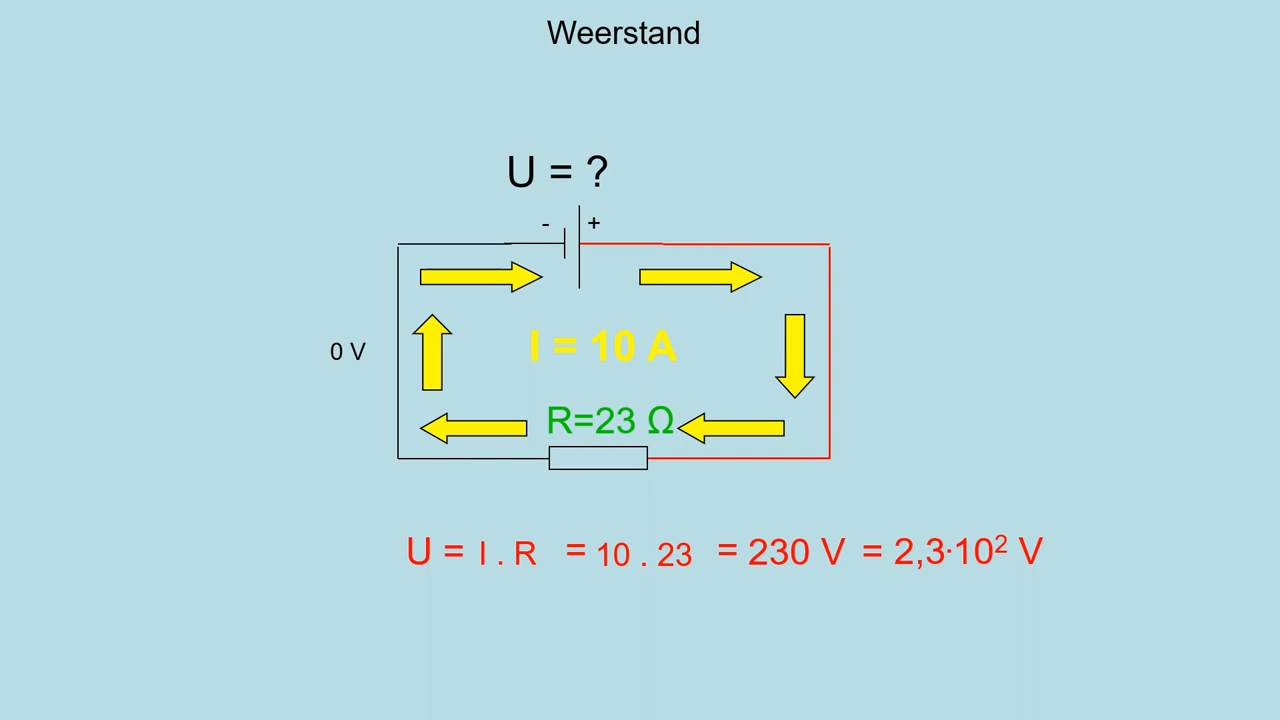 Weerstand
U = ?
- +
I = 10 A
0 V
R=23 Ω
U = I . R = 10 . 23 = 230 V = 2,3·10² V